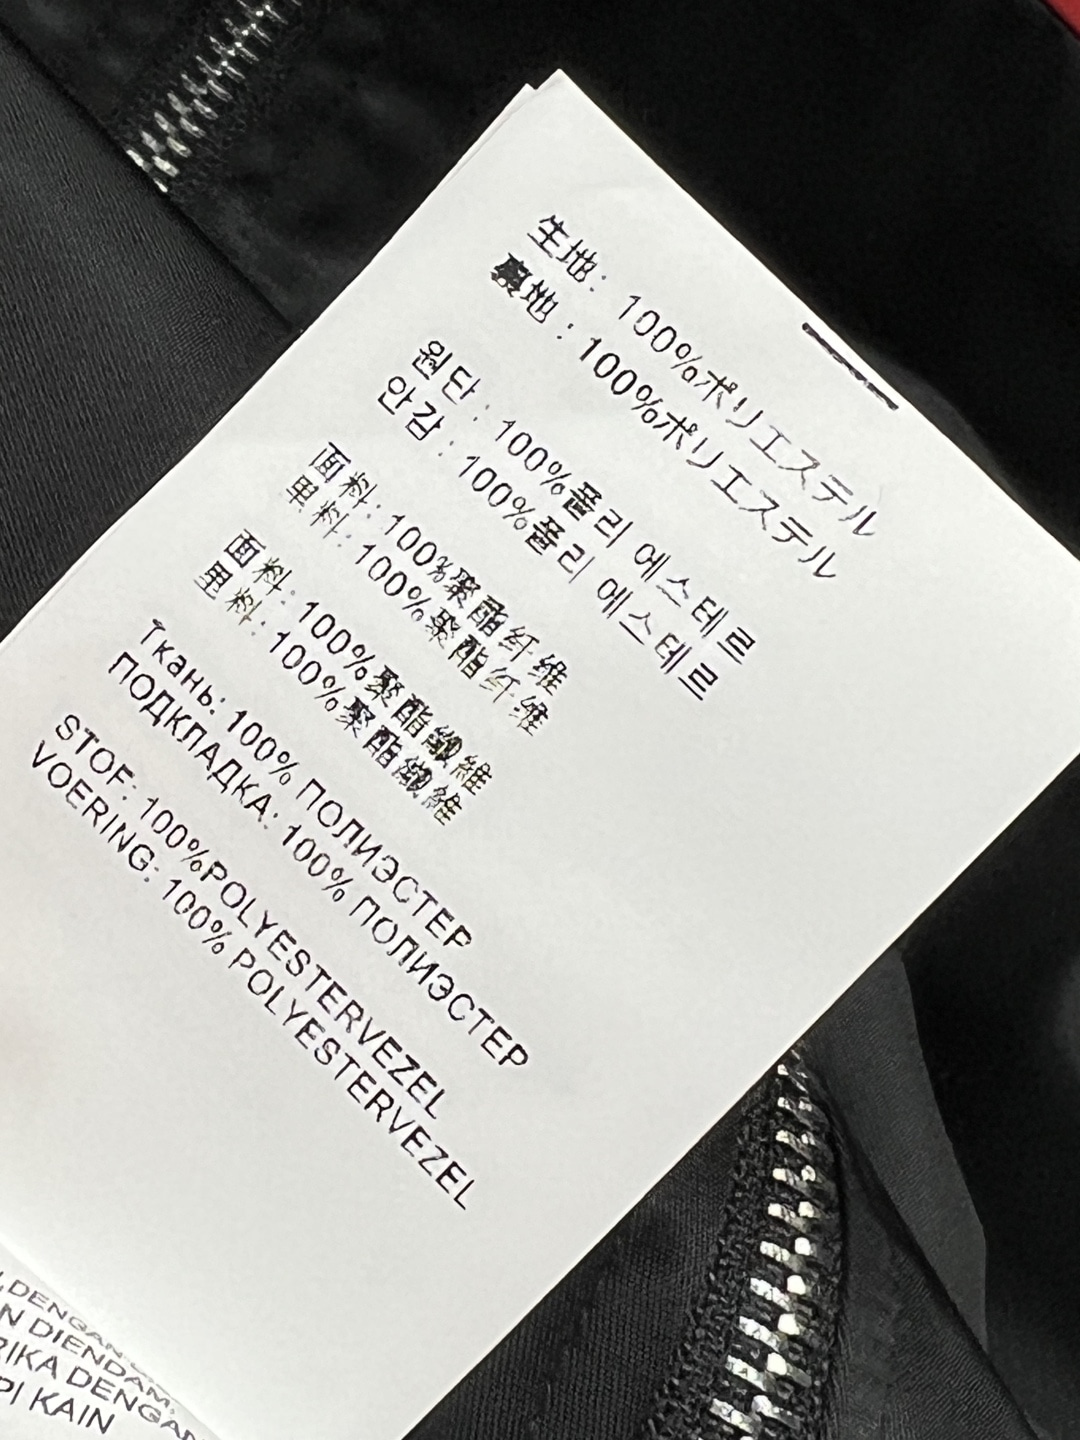 生地: 100%ポリエステル
裏地: 100%ポリエステル
원단: 100%폴리 에스테르
안감: 100%폴리 에스테르
面料: 100%聚酯纤维
里料: 100%聚酯纤维
面料: 100%聚酯纖維
里料: 100%聚酯纖維
Ткань: 100% ПОЛИЭСТЕР
ПОДКЛАДКА: 100% ПОЛИЭСТЕР
STOF: 100%POLYESTERVEZEL
VOERING: 100% POLYESTERVEZEL
DENGAN
N DIENDAM.
RIKA DENGAN
PI KAIN